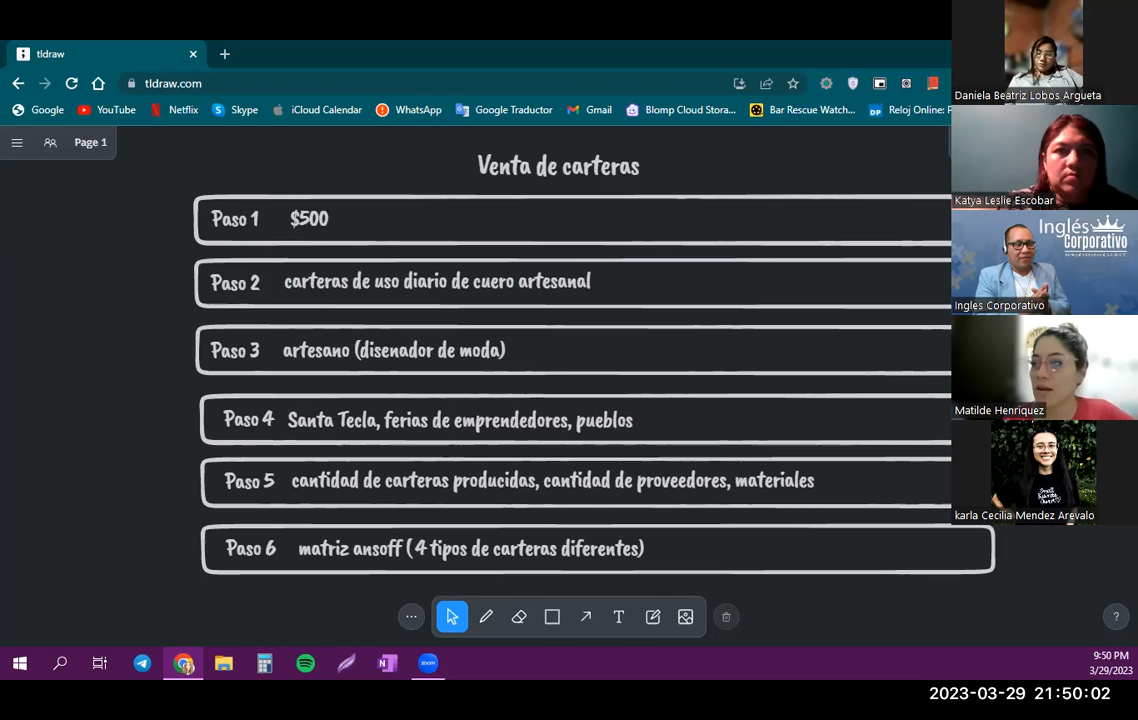 tldraw
tldraw.com
Google
YouTube
Netflix
Skype
iCloud Calendar
WhatsApp
Google Traductor
Gmail
Blomp Cloud Stora...
Bar Rescue Watch...
Reloj Online:
Page 1
Venta de carteras
Paso 1 $500
Paso 2 carteras de uso diario de cuero artesanal
Paso 3 artesano (disenador de moda)
Paso 4 Santa Tecla, ferias de emprendedores, pueblos
Paso 5 cantidad de carteras producidas, cantidad de proveedores, materiales
Paso 6 matriz ansoff (4 tipos de carteras diferentes)
Daniela Beatriz Lobos Argueta
Katya Leslie Escobar
Inglés
Corporativo
Ingles Corporativo
Matilde Henríquez
karla Cecilia Mendez Arevalo
zoom
9:50 PM
3/29/2023
2023-03-29 21:50:02